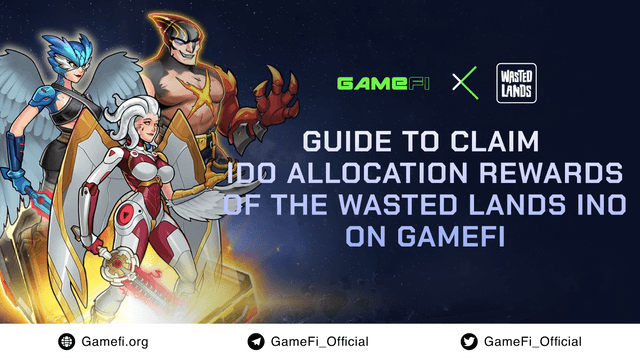 GAMEFI
WASTED
LANDS
GUIDE TO CLAIM
IDO ALLOCATION REWARDS
OF THE WASTED LANDS INO
ON GAMEFI
Gamefi.org
GameFi_Official
GameFi_Official